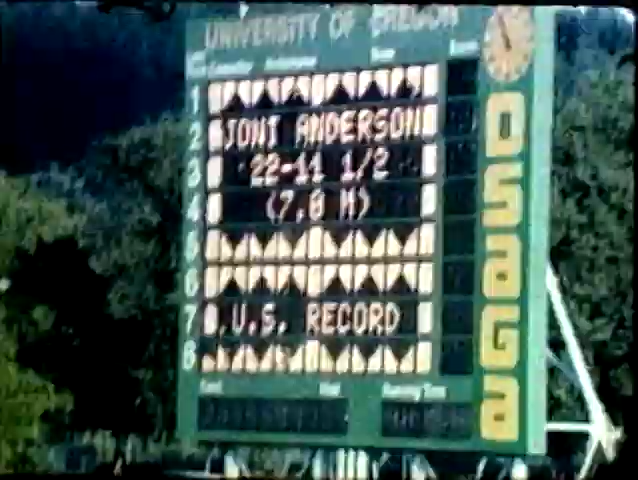 UNIVERSITY OF OREGON
1
2 JONI ANDERSON
3 22-11 1/2
4 (7.0 M)
5
6
7 U.S. RECORD
8
OSAGA